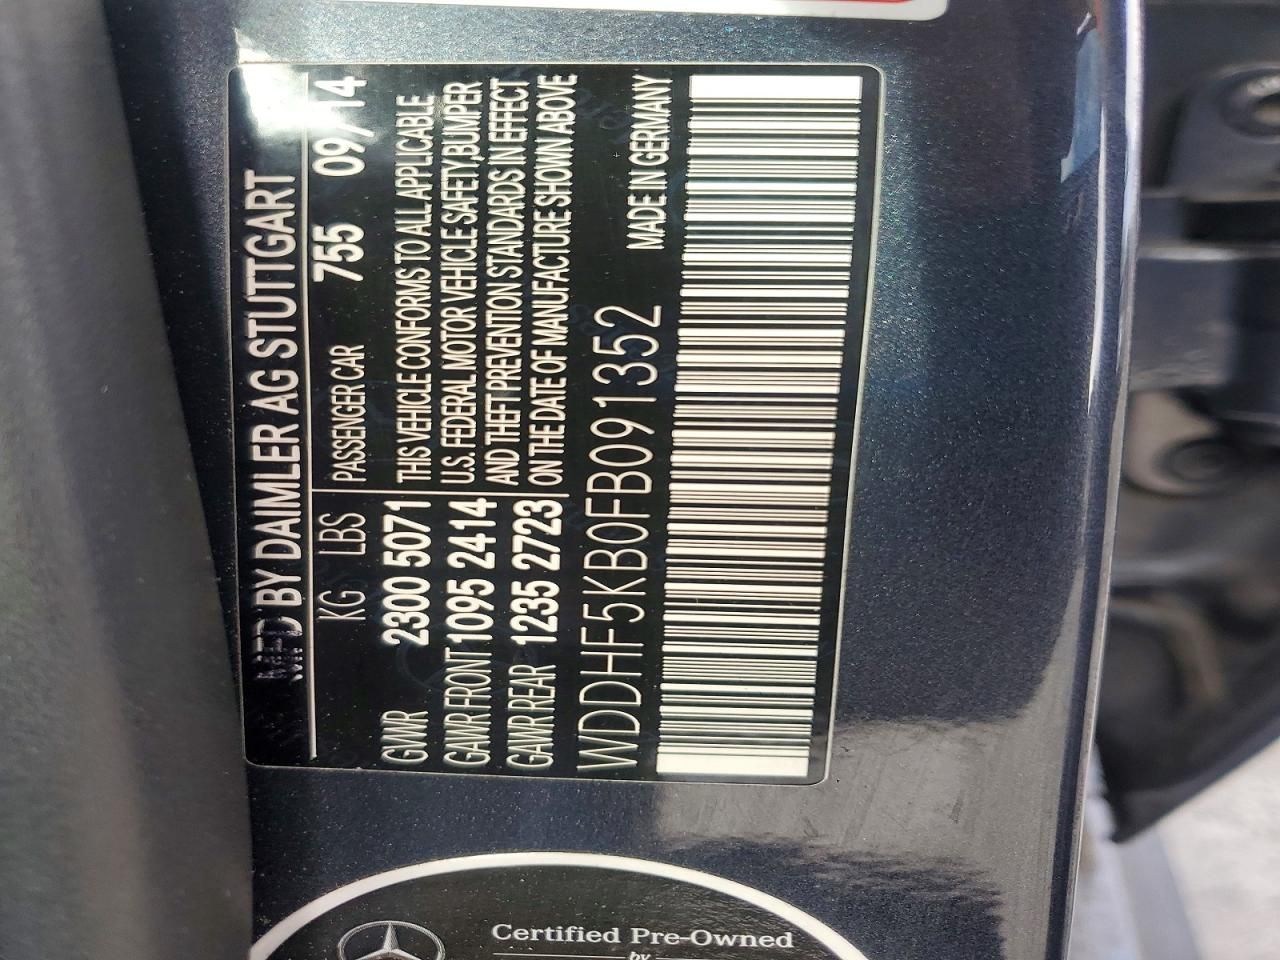 MFD BY DAIMLER AG STUTTGART
KG LBS PASSENGER CAR 755 09/14
GVWR 2300 5071 THIS VEHICLE CONFORMS TO ALL APPLICABLE
GAWR FRONT 1095 2414 U.S. FEDERAL MOTOR VEHICLE SAFETY,BUMPER
GAWR REAR 1235 2723 AND THEFT PREVENTION STANDARDS IN EFFECT
ON THE DATE OF MANUFACTURE SHOWN ABOVE
WDDHF5KB0FB091352 MADE IN GERMANY
Certified Pre-Owned
by